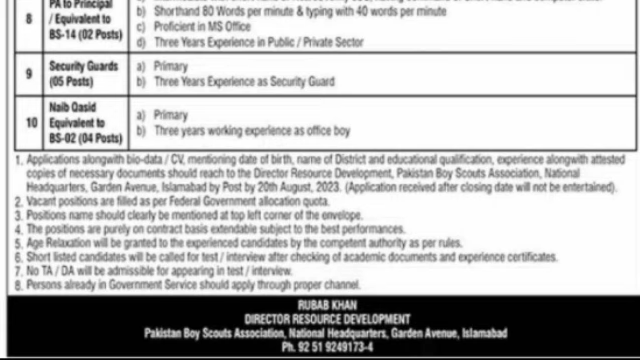 8
PA to Principal
/ Equivalent to
BS-14 (02 Posts)
b) Shorthand 80 Words per minute & typing with 40 words per minute
c) Proficient in MS Office
d) Three Years Experience in Public / Private Sector
9
Security Guards
(05 Posts)
a) Primary
b) Three Years Experience as Security Guard
10
Naib Qasid
Equivalent to
BS-02 (04 Posts)
a) Primary
b) Three years working experience as office boy
1. Applications alongwith bio-data / CV, mentioning date of birth, name of District and educational qualification, experience alongwith attested
copies of necessary documents should reach to the Director Resource Development, Pakistan Boy Scouts Association, National
Headquarters, Garden Avenue, Islamabad by Post by 20th August, 2023. (Application received after closing date will not be entertained).
2. Vacant positions are filled as per Federal Government allocation quota.
3. Positions name should clearly be mentioned at top left corner of the envelope.
4. The positions are purely on contract basis extendable subject to the best performances.
5. Age Relaxation will be granted to the experienced candidates by the competent authority as per rules.
6. Short listed candidates will be called for test / interview after checking of academic documents and experience certificates.
7. No TA / DA will be admissible for appearing in test / interview.
8. Persons already in Government Service should apply through proper channel.
RUBAB KHAN
DIRECTOR RESOURCE DEVELOPMENT
Pakistan Boy Scouts Association, National Headquarters, Garden Avenue, Islamabad
Ph. 92 51 9249173-4